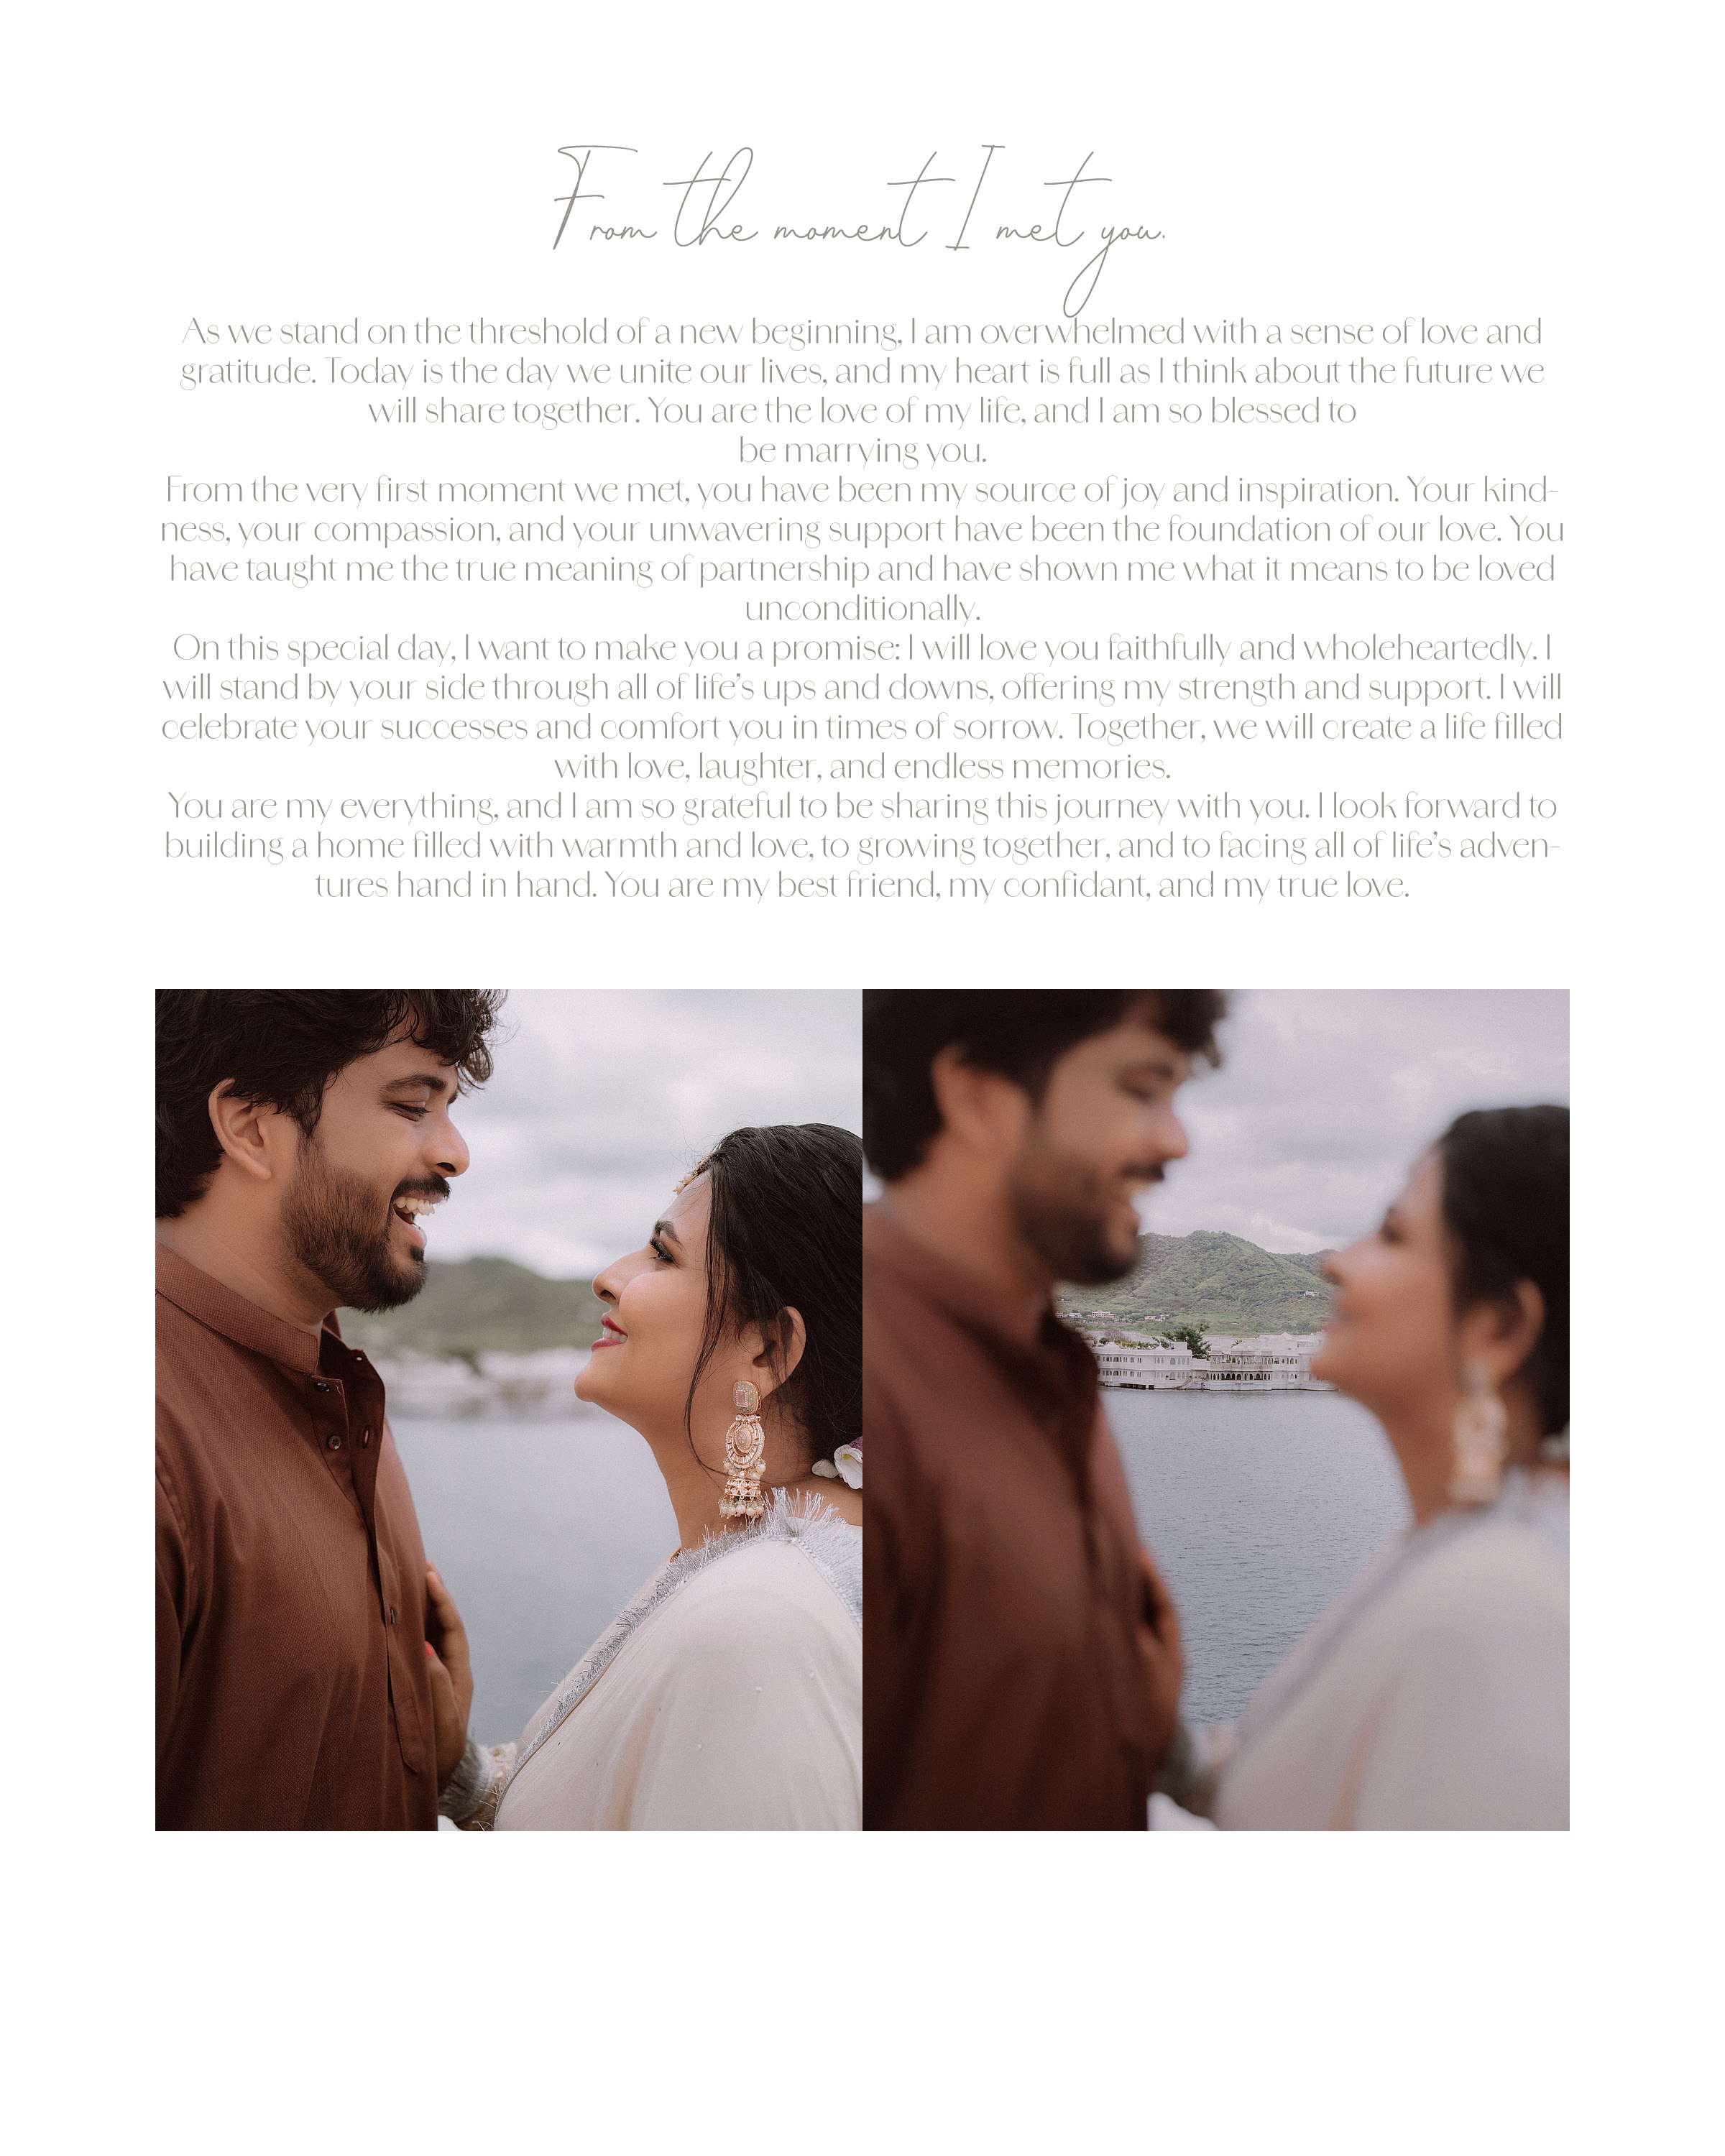 From the moment I met you.
As we stand on the threshold of a new beginning, I am overwhelmed with a sense of love and
gratitude. Today is the day we unite our lives, and my heart is full as I think about the future we
will share together. You are the love of my life, and I am so blessed to
be marrying you.
From the very first moment we met, you have been my source of joy and inspiration. Your kind-
ness, your compassion, and your unwavering support have been the foundation of our love. You
have taught me the true meaning of partnership and have shown me what it means to be loved
unconditionally.
On this special day, I want to make you a promise: I will love you faithfully and wholeheartedly. I
will stand by your side through all of life’s ups and downs, offering my strength and support. I will
celebrate your successes and comfort you in times of sorrow. Together, we will create a life filled
with love, laughter, and endless memories.
You are my everything, and I am so grateful to be sharing this journey with you. I look forward to
building a home filled with warmth and love, to growing together, and to facing all of life’s adven-
tures hand in hand. You are my best friend, my confidant, and my true love.